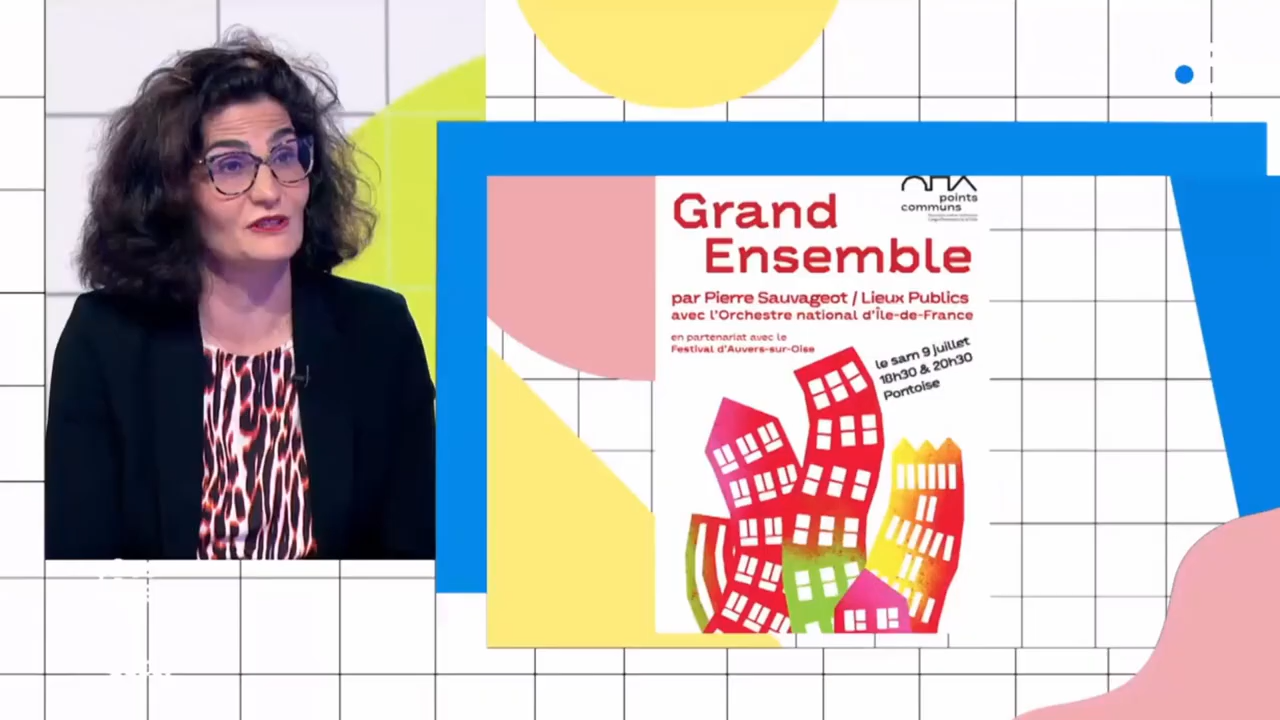 points
communs
Grand
Ensemble
par Pierre Sauvageot / Lieux Publics
avec l'Orchestre national d'Île-de-France
en partenariat avec le
Festival d'Auvers-sur-Oise
le sam 9 juillet
18h30 & 20h30
Pontoise